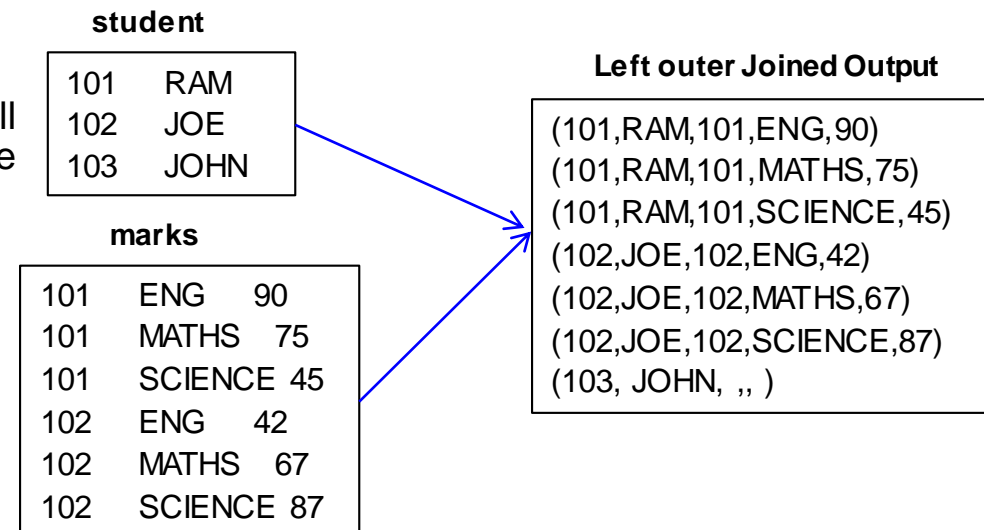 student
101 RAM
102 JOE
103 JOHN
ll
e
marks
101 ENG 90
101 MATHS 75
101 SCIENCE 45
102 ENG 42
102 MATHS 67
102 SCIENCE 87
Left outer Joined Output
(101,RAM,101,ENG,90)
(101,RAM,101,MATHS,75)
(101,RAM,101,SCIENCE,45)
(102,JOE,102,ENG,42)
(102,JOE,102,MATHS,67)
(102,JOE,102,SCIENCE,87)
(103, JOHN, ,, )